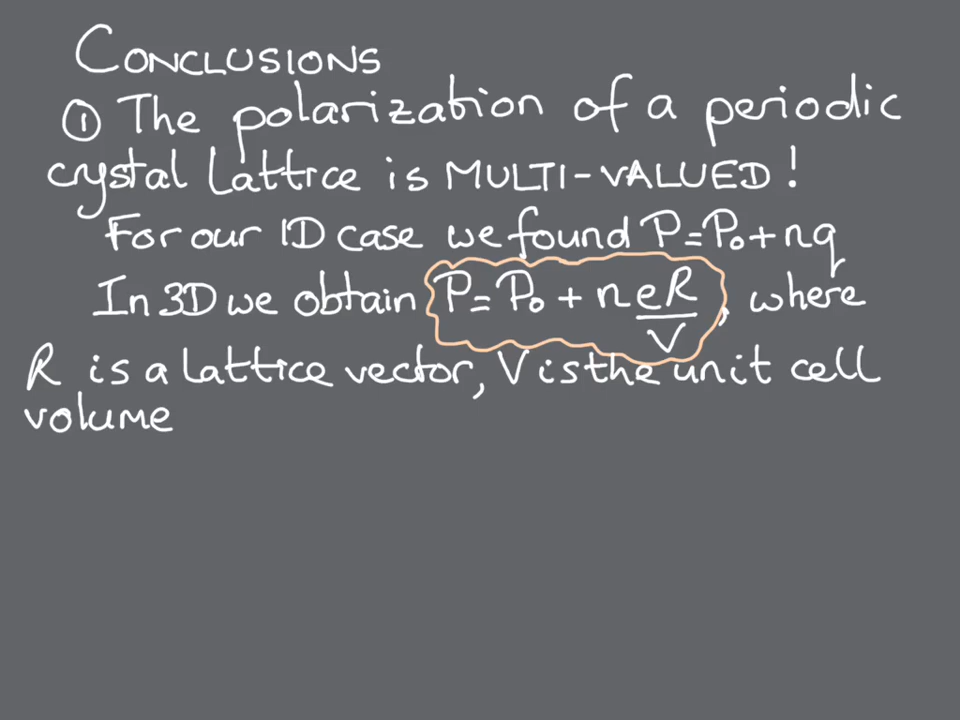 CONCLUSIONS
① The polarization of a periodic
crystal lattice is MULTI-VALUED!
For our 1D case we found P=P₀+nq
In 3D we obtain P=P₀ + n eR/V, where
R is a lattice vector, V is the unit cell
volume